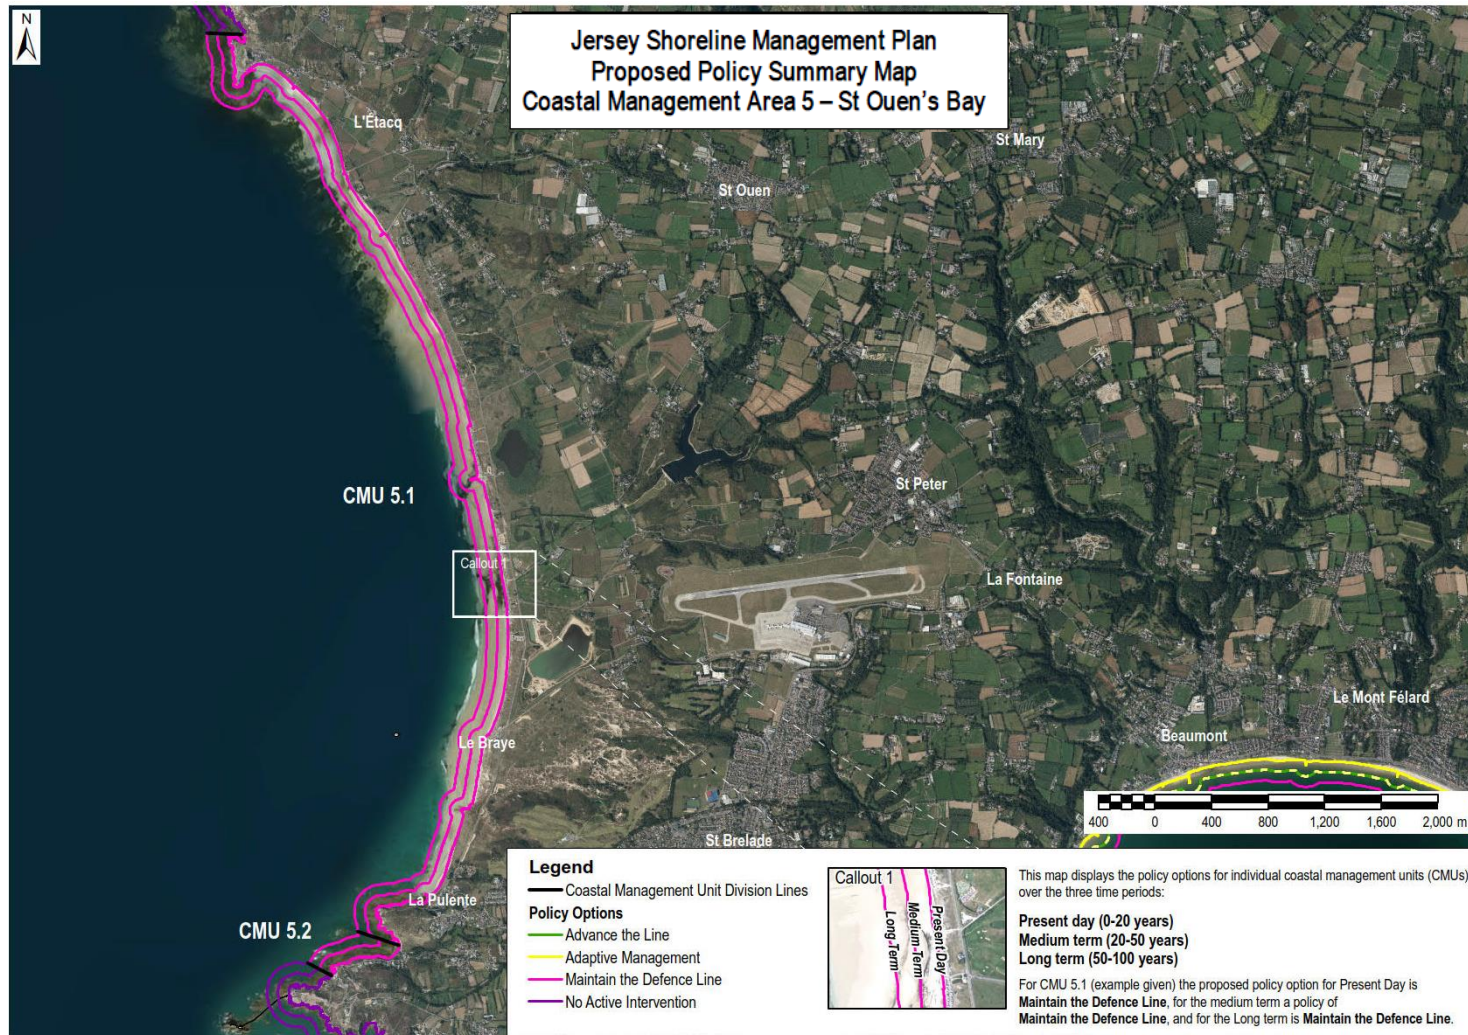 N
Jersey Shoreline Management Plan
Proposed Policy Summary Map
Coastal Management Area 5 – St Ouen's Bay
L'Étacq
St Mary
St Ouen
CMU 5.1
St Peter
Callout 1
La Fontaine
Le Mont Félard
Beaumont
Le Braye
400 0 400 800 1,200 1,600 2,000 m
St Brelade
La Pulente
CMU 5.2
Legend
Coastal Management Unit Division Lines
Policy Options
Advance the Line
Adaptive Management
Maintain the Defence Line
No Active Intervention
Callout 1
Long-Term
Medium-Term
Present Day
This map displays the policy options for individual coastal management units (CMUs)
over the three time periods:
Present day (0-20 years)
Medium term (20-50 years)
Long term (50-100 years)
For CMU 5.1 (example given) the proposed policy option for Present Day is
Maintain the Defence Line, for the medium term a policy of
Maintain the Defence Line, and for the Long term is Maintain the Defence Line.